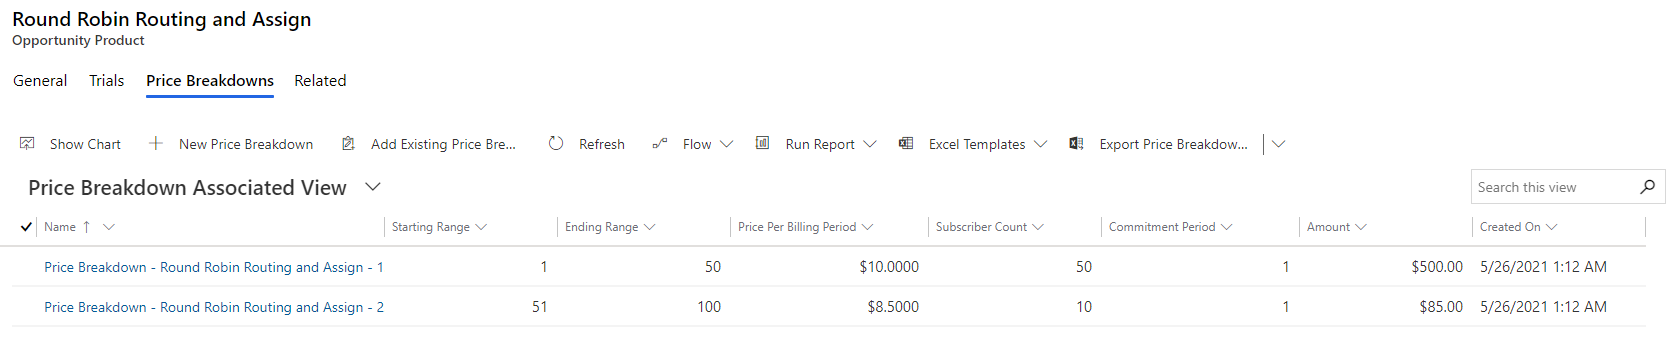 Round Robin Routing and Assign
Opportunity Product
General Trials Price Breakdowns Related
Show Chart New Price Breakdown Add Existing Price Bre... Refresh Flow Run Report Excel Templates Export Price Breakdow...
Price Breakdown Associated View Search this view
Name ↑ Starting Range Ending Range Price Per Billing Period Subscriber Count Commitment Period Amount Created On
Price Breakdown - Round Robin Routing and Assign - 1 1 50 $10.0000 50 1 $500.00 5/26/2021 1:12 AM
Price Breakdown - Round Robin Routing and Assign - 2 51 100 $8.5000 10 1 $85.00 5/26/2021 1:12 AM